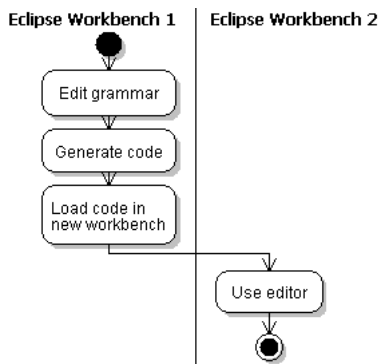 Eclipse Workbench 1
Eclipse Workbench 2
Edit grammar
Generate code
Load code in
new workbench
Use editor